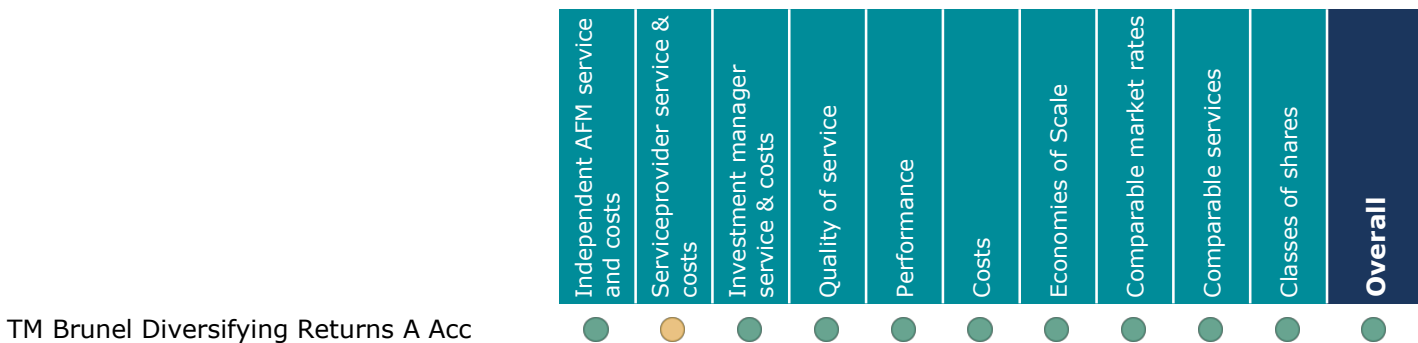 Independent AFM service
and costs
Serviceprovider service &
costs
Investment manager
service & costs
Quality of service
Performance
Costs
Economies of Scale
Comparable market rates
Comparable services
Classes of shares
Overall
TM Brunel Diversifying Returns A Acc